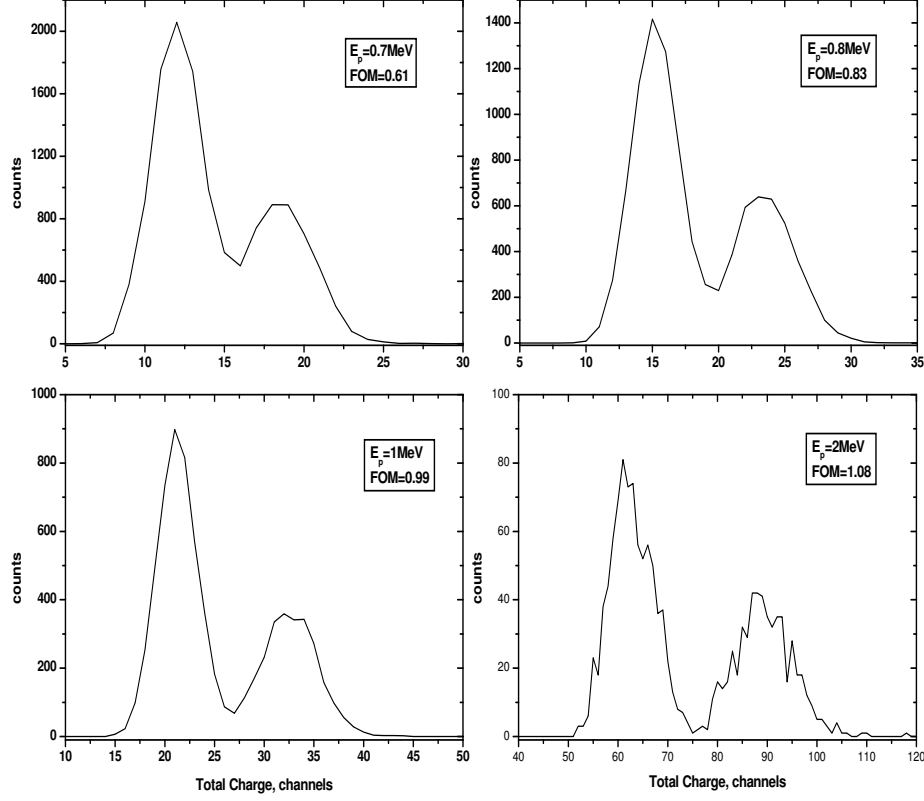 2000
1600
1200
800
400
0
counts
5 10 15 20 25 30
E_p=0.7MeV
FOM=0.61
1400
1200
1000
800
600
400
200
0
counts
5 10 15 20 25 30 35
E_p=0.8MeV
FOM=0.83
1000
800
600
400
200
0
counts
10 15 20 25 30 35 40 45 50
Total Charge, channels
E_p=1MeV
FOM=0.99
100
80
60
40
20
0
counts
40 50 60 70 80 90 100 110 120
Total Charge, channels
E_p=2MeV
FOM=1.08